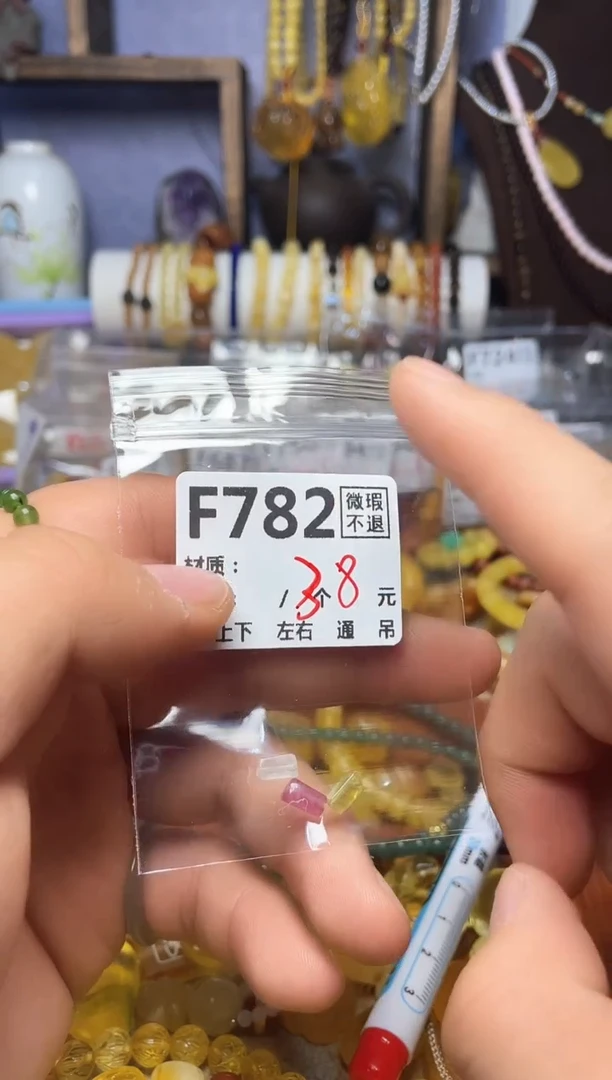 F782 微瑕
不退
材质：
/ 个 38 元
上下 左右 通 吊